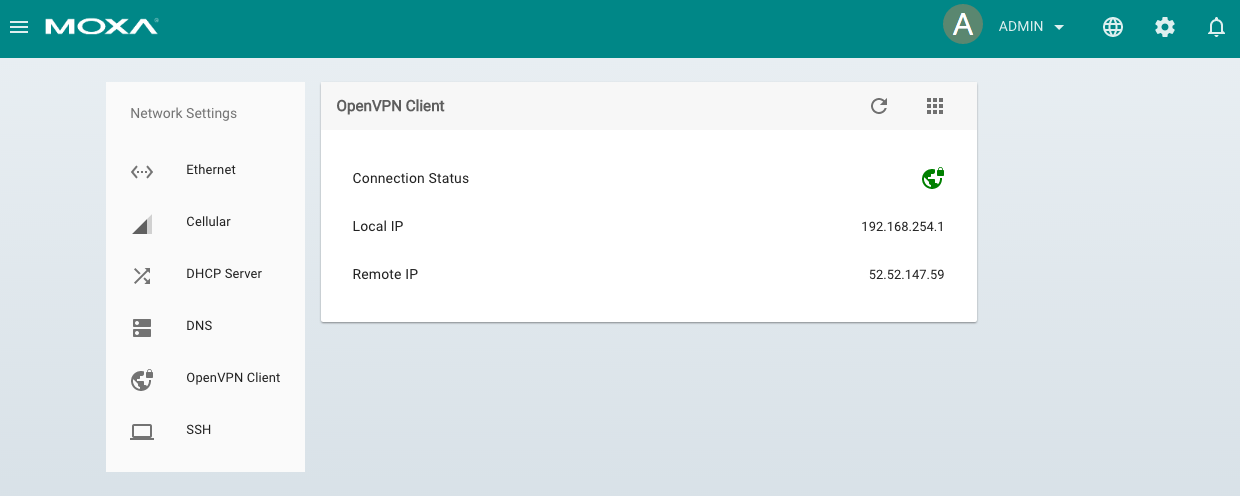 MOXA
A
ADMIN
Network Settings
Ethernet
Cellular
DHCP Server
DNS
OpenVPN Client
SSH
OpenVPN Client
Connection Status
Local IP 192.168.254.1
Remote IP 52.52.147.59